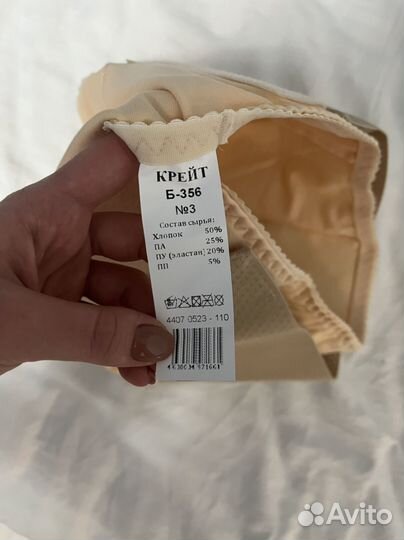 КРЕЙТ
Б-356
№3
Состав сырья:
Хлопок 50%
ПА 25%
ПУ (эластан) 20%
ПП 5%
4407 0523 - 110
Avito